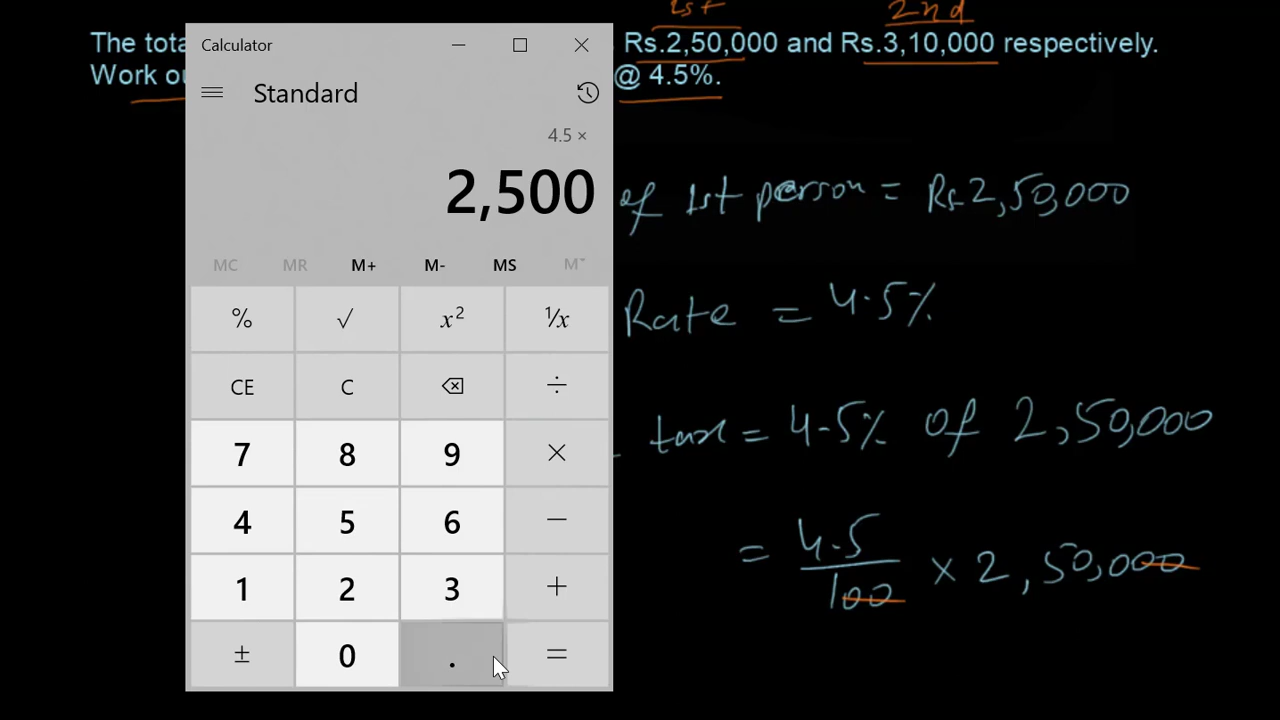 1st 2nd
The tota Rs.2,50,000 and Rs.3,10,000 respectively.
Work ou @ 4.5%.
Calculator
Standard
4.5 ×
2,500
MC MR M+ M- MS M˅
% √ x² ¹/x
CE C ÷
7 8 9 ×
4 5 6 −
1 2 3 +
± 0 . =
of 1st person = Rs.2,50,000
Rate = 4.5%
tax = 4.5% of 2,50,000
= 4.5/100 × 2,50,000